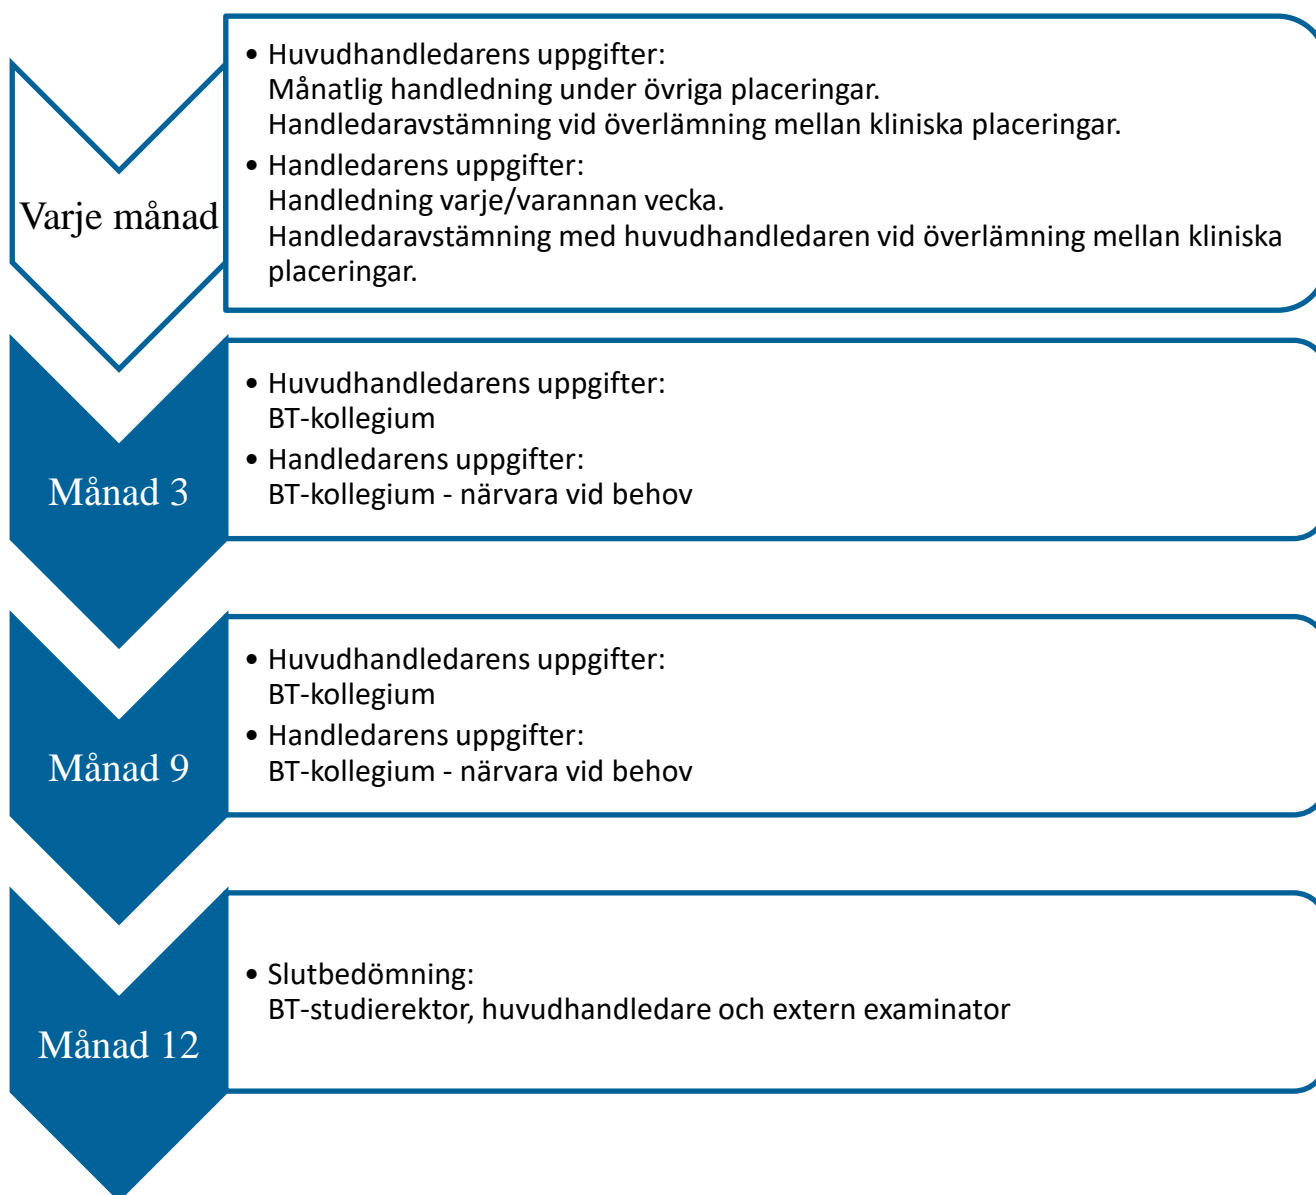 Varje månad
• Huvudhandledarens uppgifter:
Månatlig handledning under övriga placeringar.
Handledaravstämning vid överlämning mellan kliniska placeringar.
• Handledarens uppgifter:
Handledning varje/varannan vecka.
Handledaravstämning med huvudhandledaren vid överlämning mellan kliniska
placeringar.
Månad 3
• Huvudhandledarens uppgifter:
BT-kollegium
• Handledarens uppgifter:
BT-kollegium - närvara vid behov
Månad 9
• Huvudhandledarens uppgifter:
BT-kollegium
• Handledarens uppgifter:
BT-kollegium - närvara vid behov
Månad 12
• Slutbedömning:
BT-studierektor, huvudhandledare och extern examinator